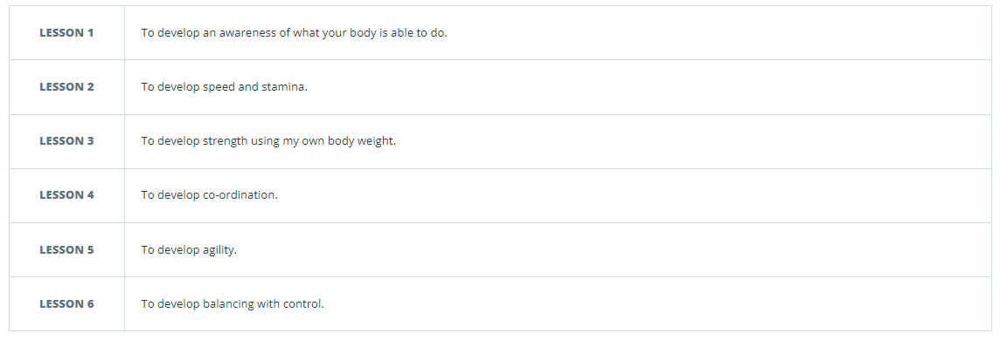 LESSON 1 To develop an awareness of what your body is able to do.
LESSON 2 To develop speed and stamina.
LESSON 3 To develop strength using my own body weight.
LESSON 4 To develop co-ordination.
LESSON 5 To develop agility.
LESSON 6 To develop balancing with control.